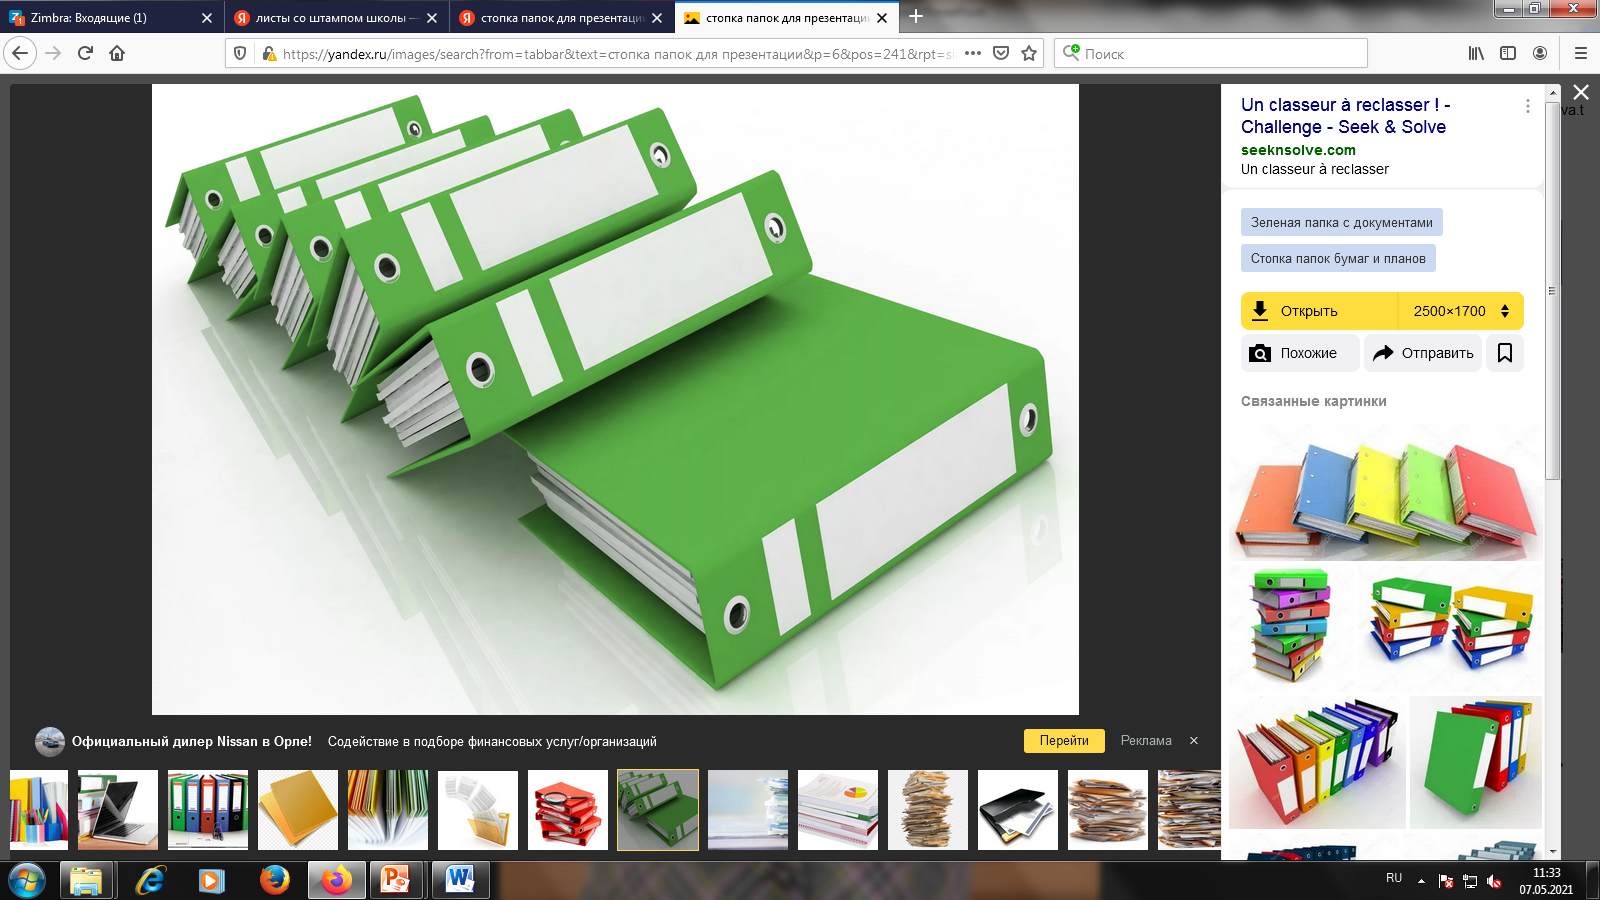 Zimbra: Входящие (1)
листы со штампом школы —
стопка папок для презентаци
стопка папок для презентаци
https://yandex.ru/images/search?from=tabbar&text=стопка папок для презентации&p=6&pos=241&rpt=si
Поиск
va.t
Un classeur à reclasser ! -
Challenge - Seek & Solve
seeknsolve.com
Un classeur à reclasser
Зеленая папка с документами
Стопка папок бумаг и планов
Открыть
2500×1700
Похожие
Отправить
Связанные картинки
Официальный дилер Nissan в Орле!
Содействие в подборе финансовых услуг/организаций
Перейти
Реклама
RU
11:33
07.05.2021